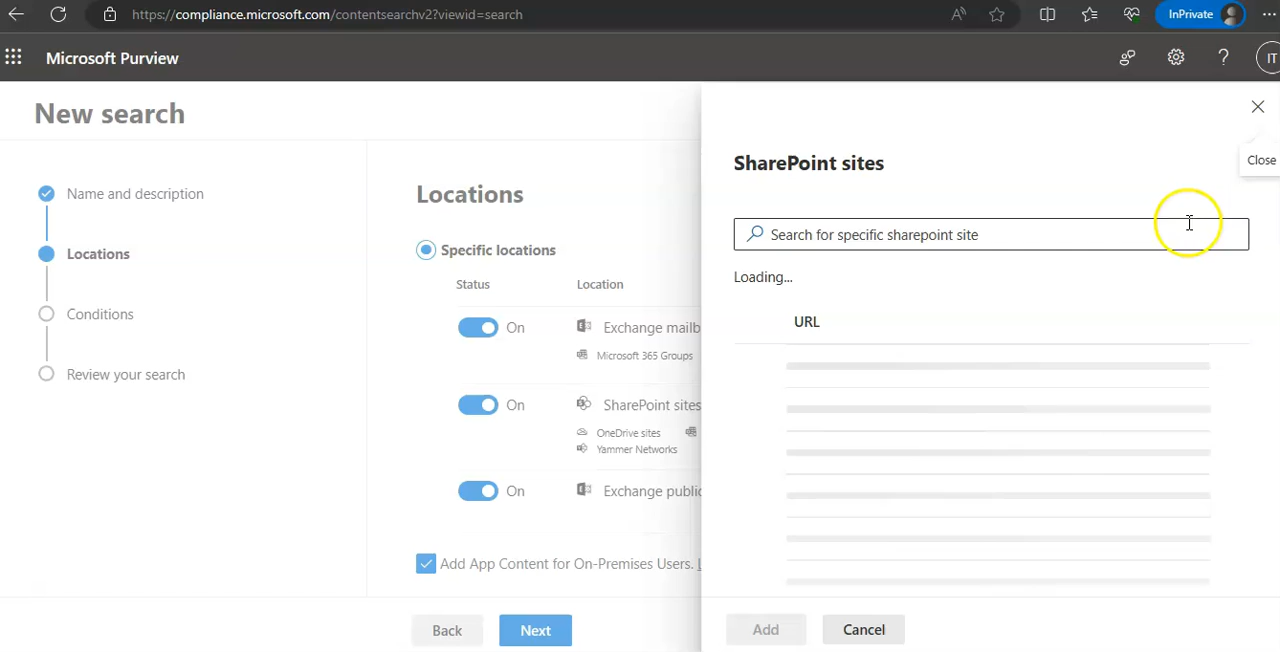 https://compliance.microsoft.com/contentsearchv2?viewid=search
InPrivate
Microsoft Purview
IT
New search
Close
Name and description
Locations
Conditions
Review your search
Locations
Specific locations
Status Location
On Exchange mailb
Microsoft 365 Groups
On SharePoint sites
OneDrive sites
Yammer Networks
On Exchange public
Add App Content for On-Premises Users.
Back Next
SharePoint sites
Search for specific sharepoint site
Loading...
URL
Add Cancel